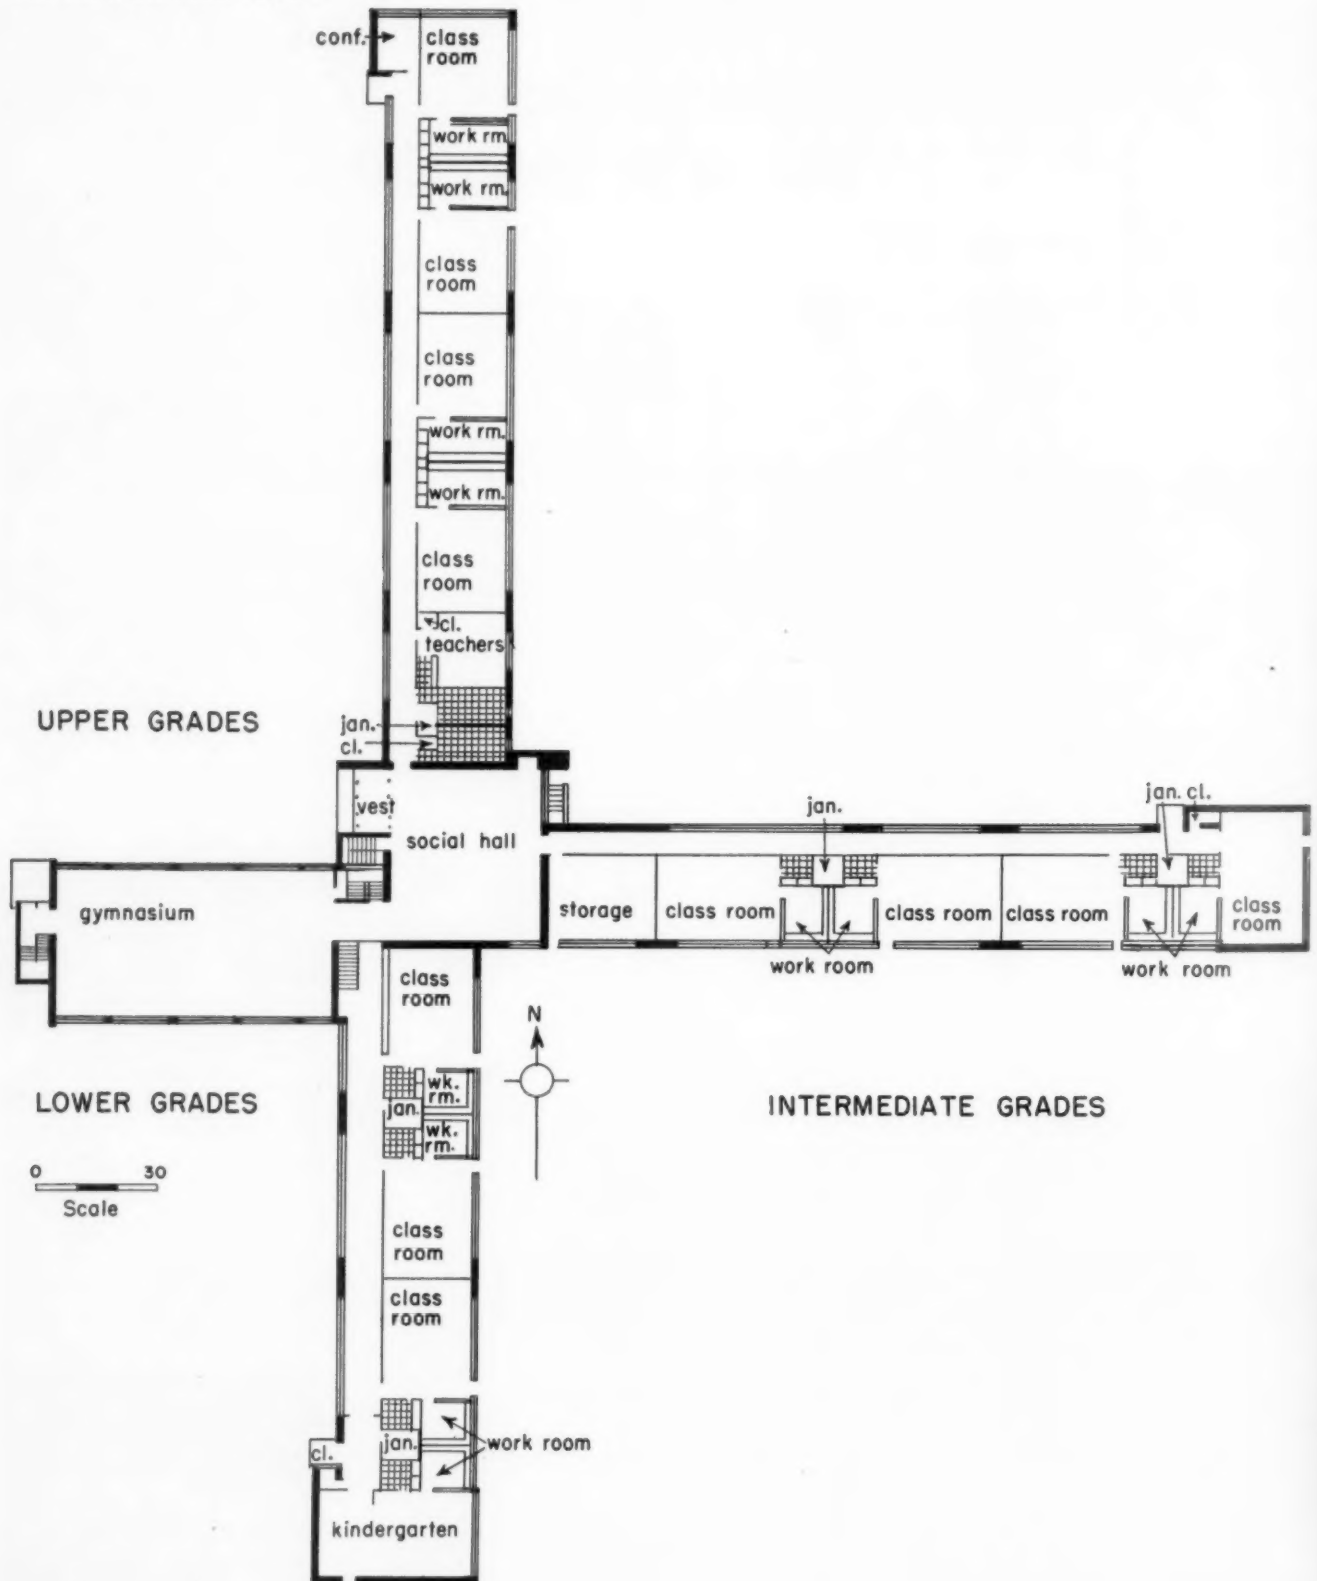 conf.
class
room
work rm.
work rm.
class
room
class
room
work rm.
work rm.
class
room
cl.
teachers
UPPER GRADES
jan.
cl.
vest
social hall
jan.
jan. cl.
gymnasium
storage
class room
class room
class room
class
room
work room
work room
class
room
N
LOWER GRADES
wk.
rm.
jan.
wk.
rm.
INTERMEDIATE GRADES
0 30
Scale
class
room
class
room
cl.
jan.
work room
kindergarten